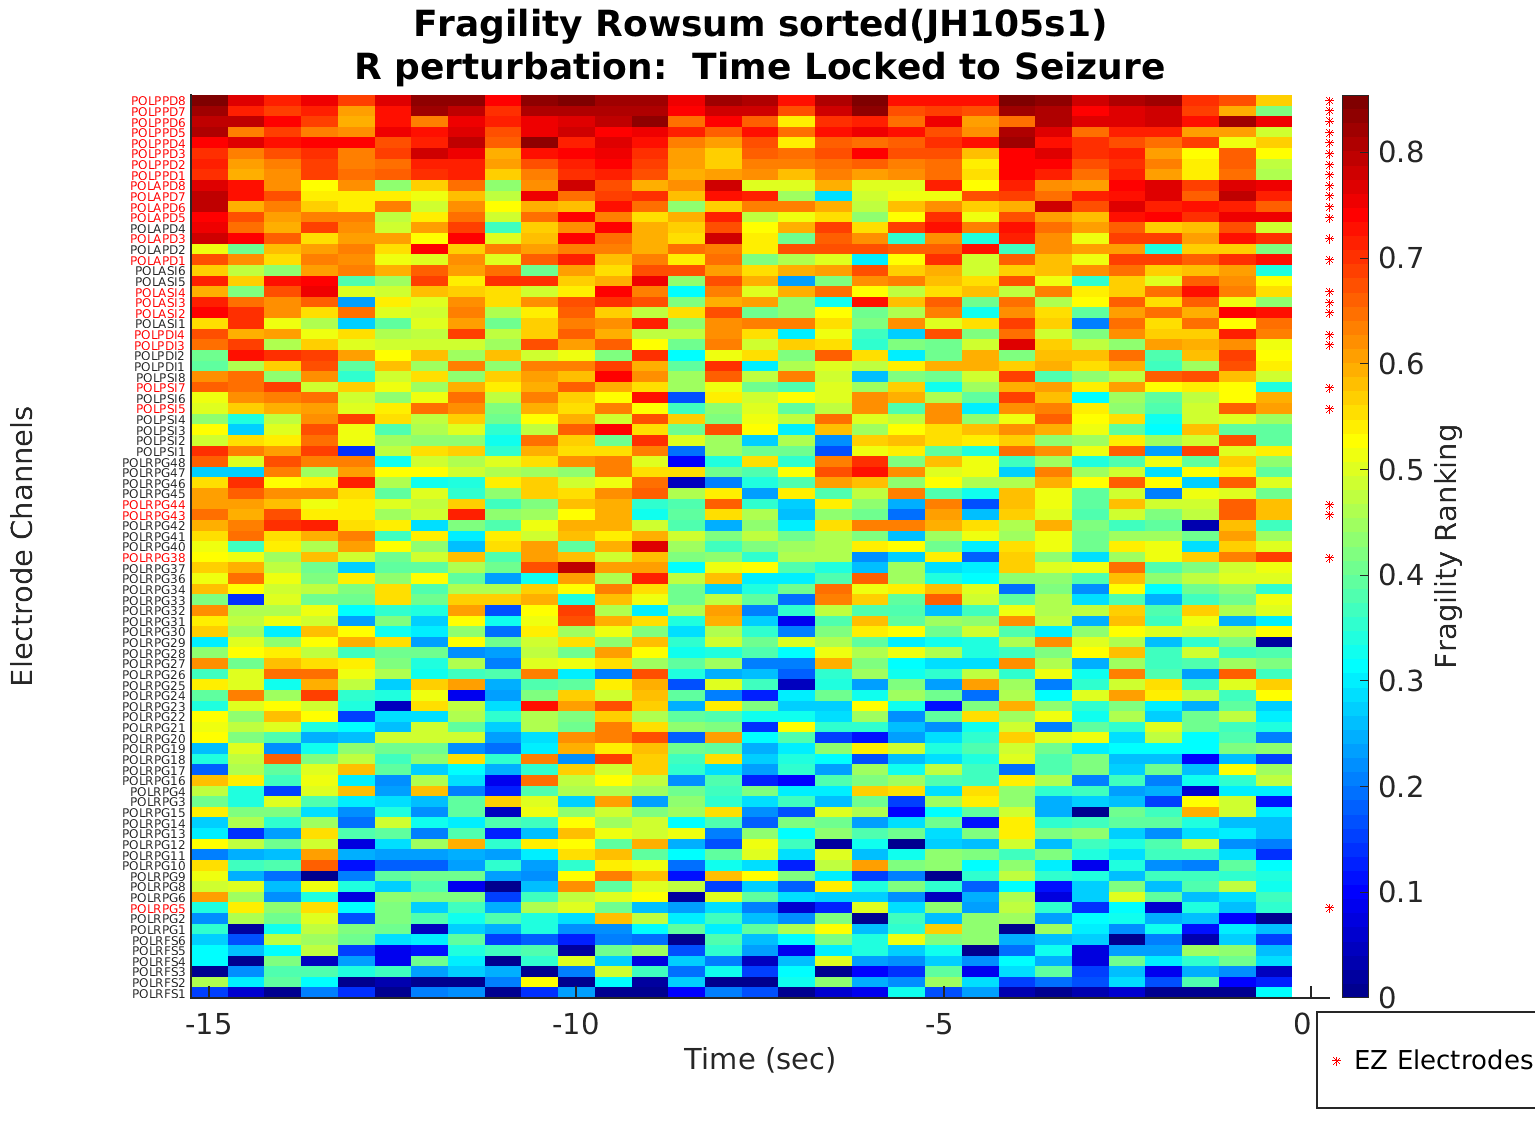 Fragility Rowsum sorted(JH105s1)
R perturbation:  Time Locked to Seizure
Electrode Channels
POLPPD8
POLPPD7
POLPPD6
POLPPD5
POLPPD4
POLPPD3
POLPPD2
POLPPD1
POLAPD8
POLAPD7
POLAPD6
POLAPD5
POLAPD4
POLAPD3
POLAPD2
POLAPD1
POLASI6
POLASI5
POLASI4
POLASI3
POLASI2
POLASI1
POLPDI4
POLPDI3
POLPDI2
POLPDI1
POLPSI8
POLPSI7
POLPSI6
POLPSI5
POLPSI4
POLPSI3
POLPSI2
POLPSI1
POLRPG48
POLRPG47
POLRPG46
POLRPG45
POLRPG44
POLRPG43
POLRPG42
POLRPG41
POLRPG40
POLRPG38
POLRPG37
POLRPG36
POLRPG34
POLRPG33
POLRPG32
POLRPG31
POLRPG30
POLRPG29
POLRPG28
POLRPG27
POLRPG26
POLRPG25
POLRPG24
POLRPG23
POLRPG22
POLRPG21
POLRPG20
POLRPG19
POLRPG18
POLRPG17
POLRPG16
POLRPG4
POLRPG3
POLRPG15
POLRPG14
POLRPG13
POLRPG12
POLRPG11
POLRPG10
POLRPG9
POLRPG8
POLRPG6
POLRPG5
POLRPG2
POLRPG1
POLRFS6
POLRFS5
POLRFS4
POLRFS3
POLRFS2
POLRFS1
-15
-10
-5
0
Time (sec)
0.8
0.7
0.6
0.5
0.4
0.3
0.2
0.1
0
Fragility Ranking
EZ Electrodes